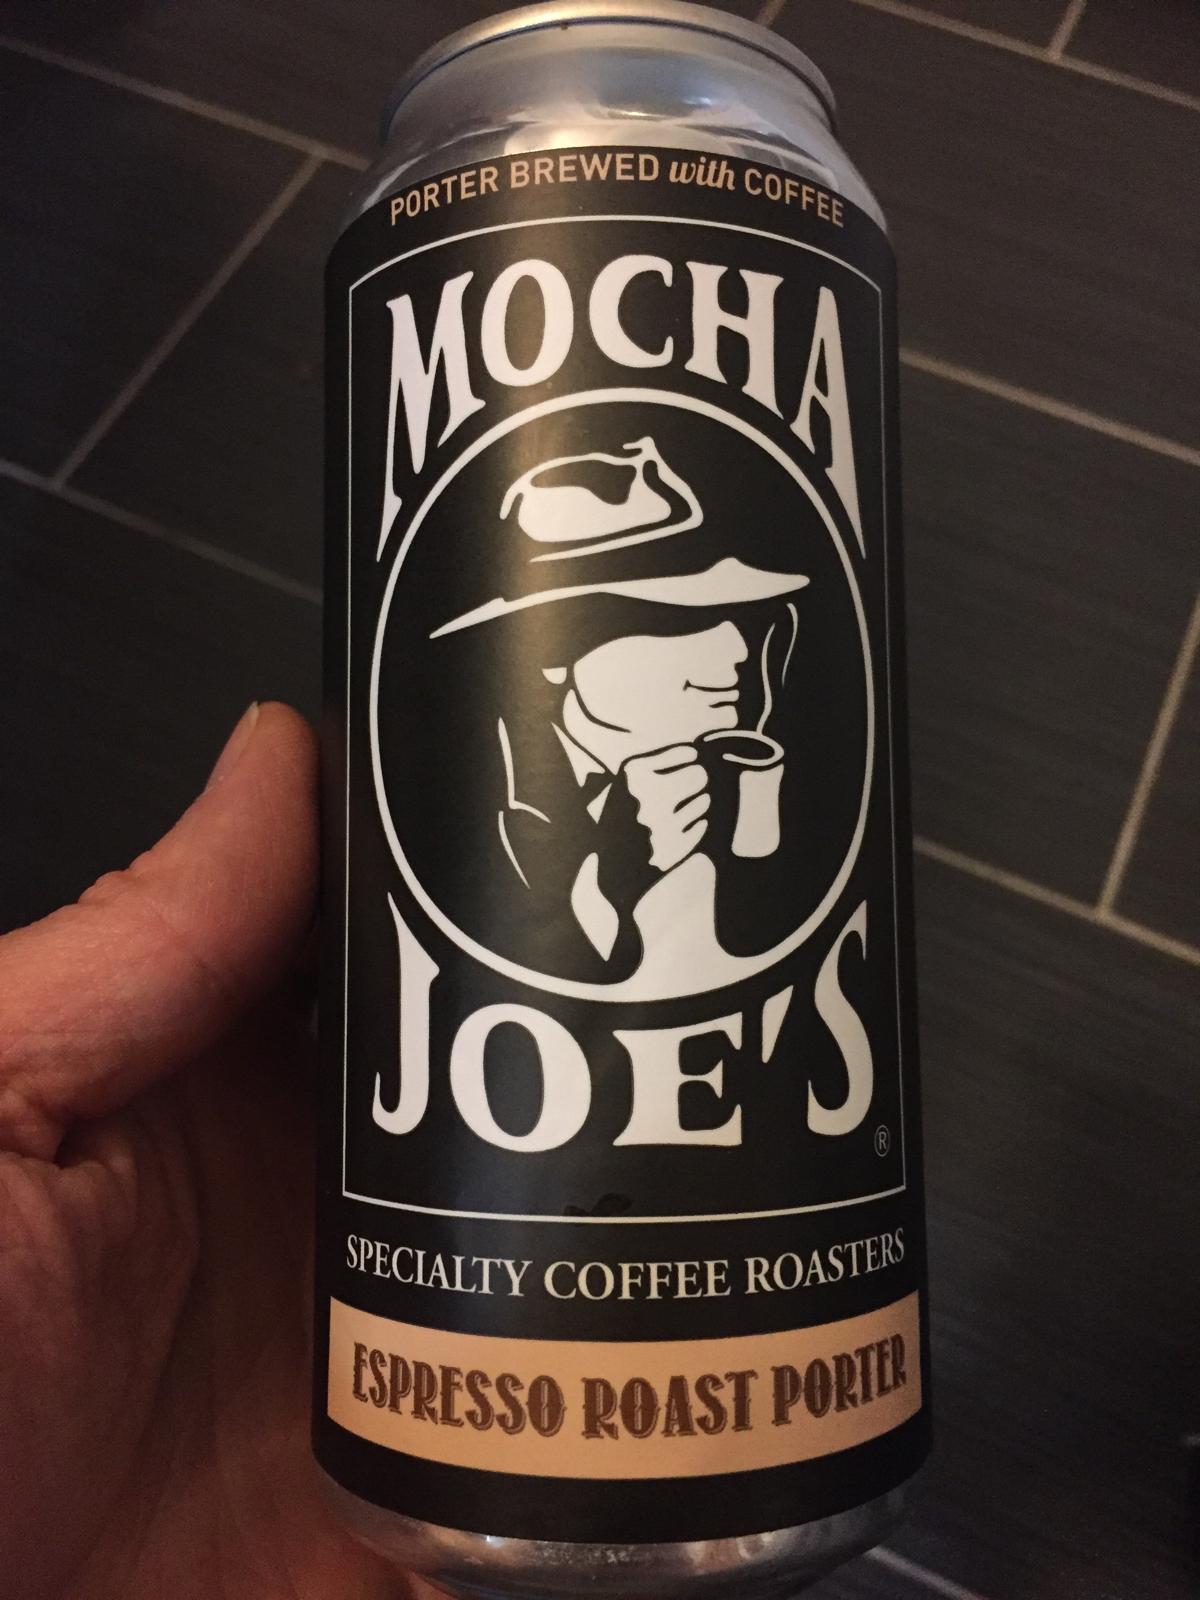 PORTER BREWED with COFFEE
MOCHA
JOE'S
®
SPECIALTY COFFEE ROASTERS
ESPRESSO ROAST PORTER